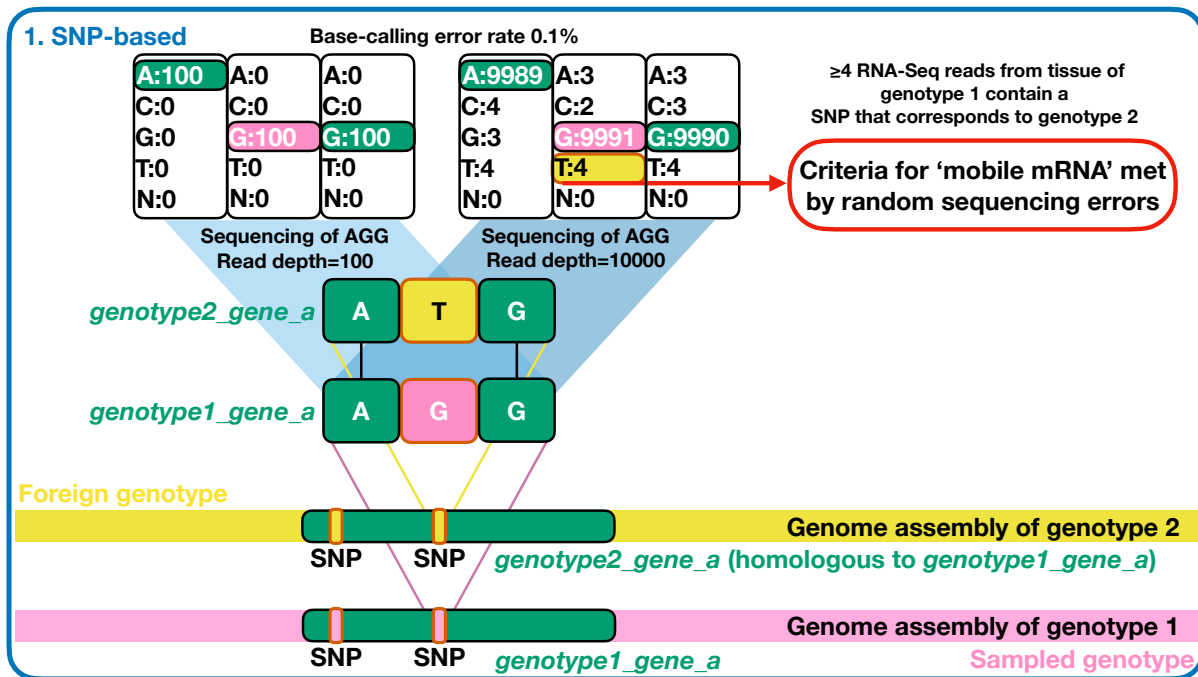 1. SNP-based
Base-calling error rate 0.1%
A:100 A:0 A:0
C:0 C:0 C:0
G:0 G:100 G:100
T:0 T:0 T:0
N:0 N:0 N:0
A:9989 A:3 A:3
C:4 C:2 C:3
G:3 G:9991 G:9990
T:4 T:4 T:4
N:0 N:0 N:0
≥4 RNA-Seq reads from tissue of
genotype 1 contain a
SNP that corresponds to genotype 2
Criteria for ‘mobile mRNA’ met
by random sequencing errors
Sequencing of AGG
Read depth=100
Sequencing of AGG
Read depth=10000
genotype2_gene_a A T G
genotype1_gene_a A G G
Foreign genotype
Genome assembly of genotype 2
SNP SNP
genotype2_gene_a (homologous to genotype1_gene_a)
Genome assembly of genotype 1
SNP SNP
genotype1_gene_a
Sampled genotype